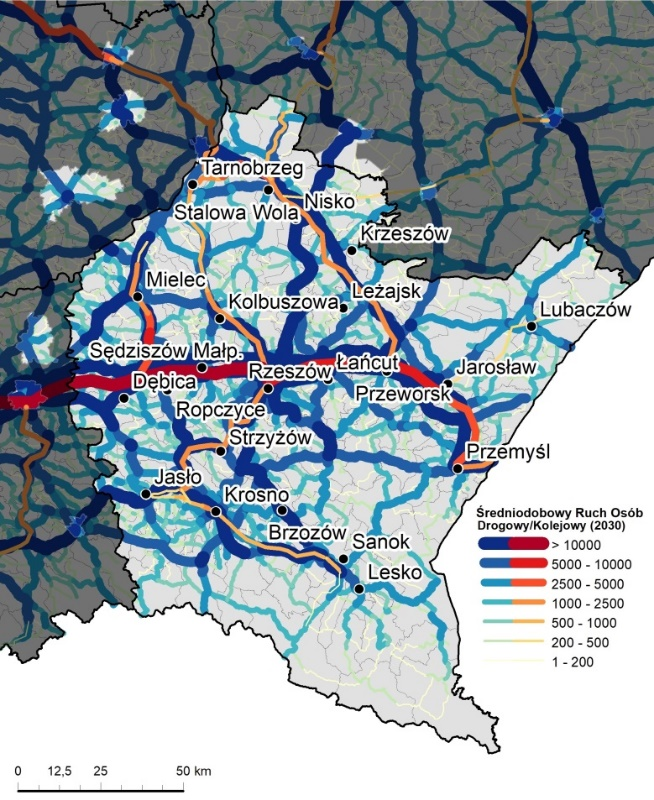 Tarnobrzeg
Stalowa Wola
Nisko
Krzeszów
Mielec
Kolbuszowa
Leżajsk
Lubaczów
Sędziszów Młp.
Dębica
Rzeszów
Łańcut
Jarosław
Ropczyce
Przeworsk
Strzyżów
Przemyśl
Jasło
Krosno
Brzozów
Sanok
Lesko
Średniodobowy Ruch Osób
Drogowy/Kolejowy (2030)
> 10000
5000 - 10000
2500 - 5000
1000 - 2500
500 - 1000
200 - 500
1 - 200
0 12,5 25 50 km